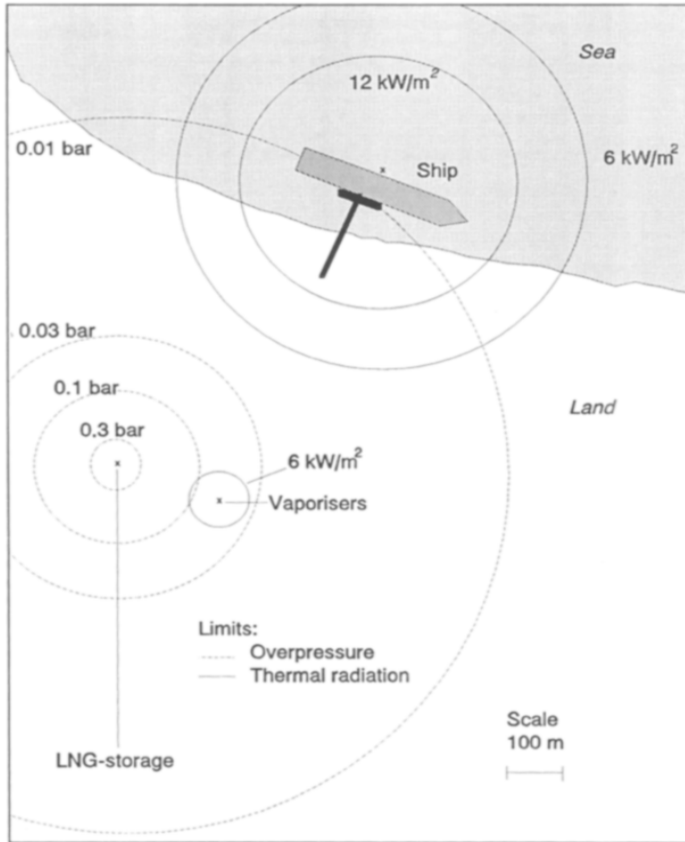 Sea
12 kW/m²
0.01 bar
Ship
6 kW/m²
0.03 bar
0.1 bar
Land
0.3 bar
6 kW/m²
Vaporisers
Limits:
Overpressure
Thermal radiation
Scale
100 m
LNG-storage